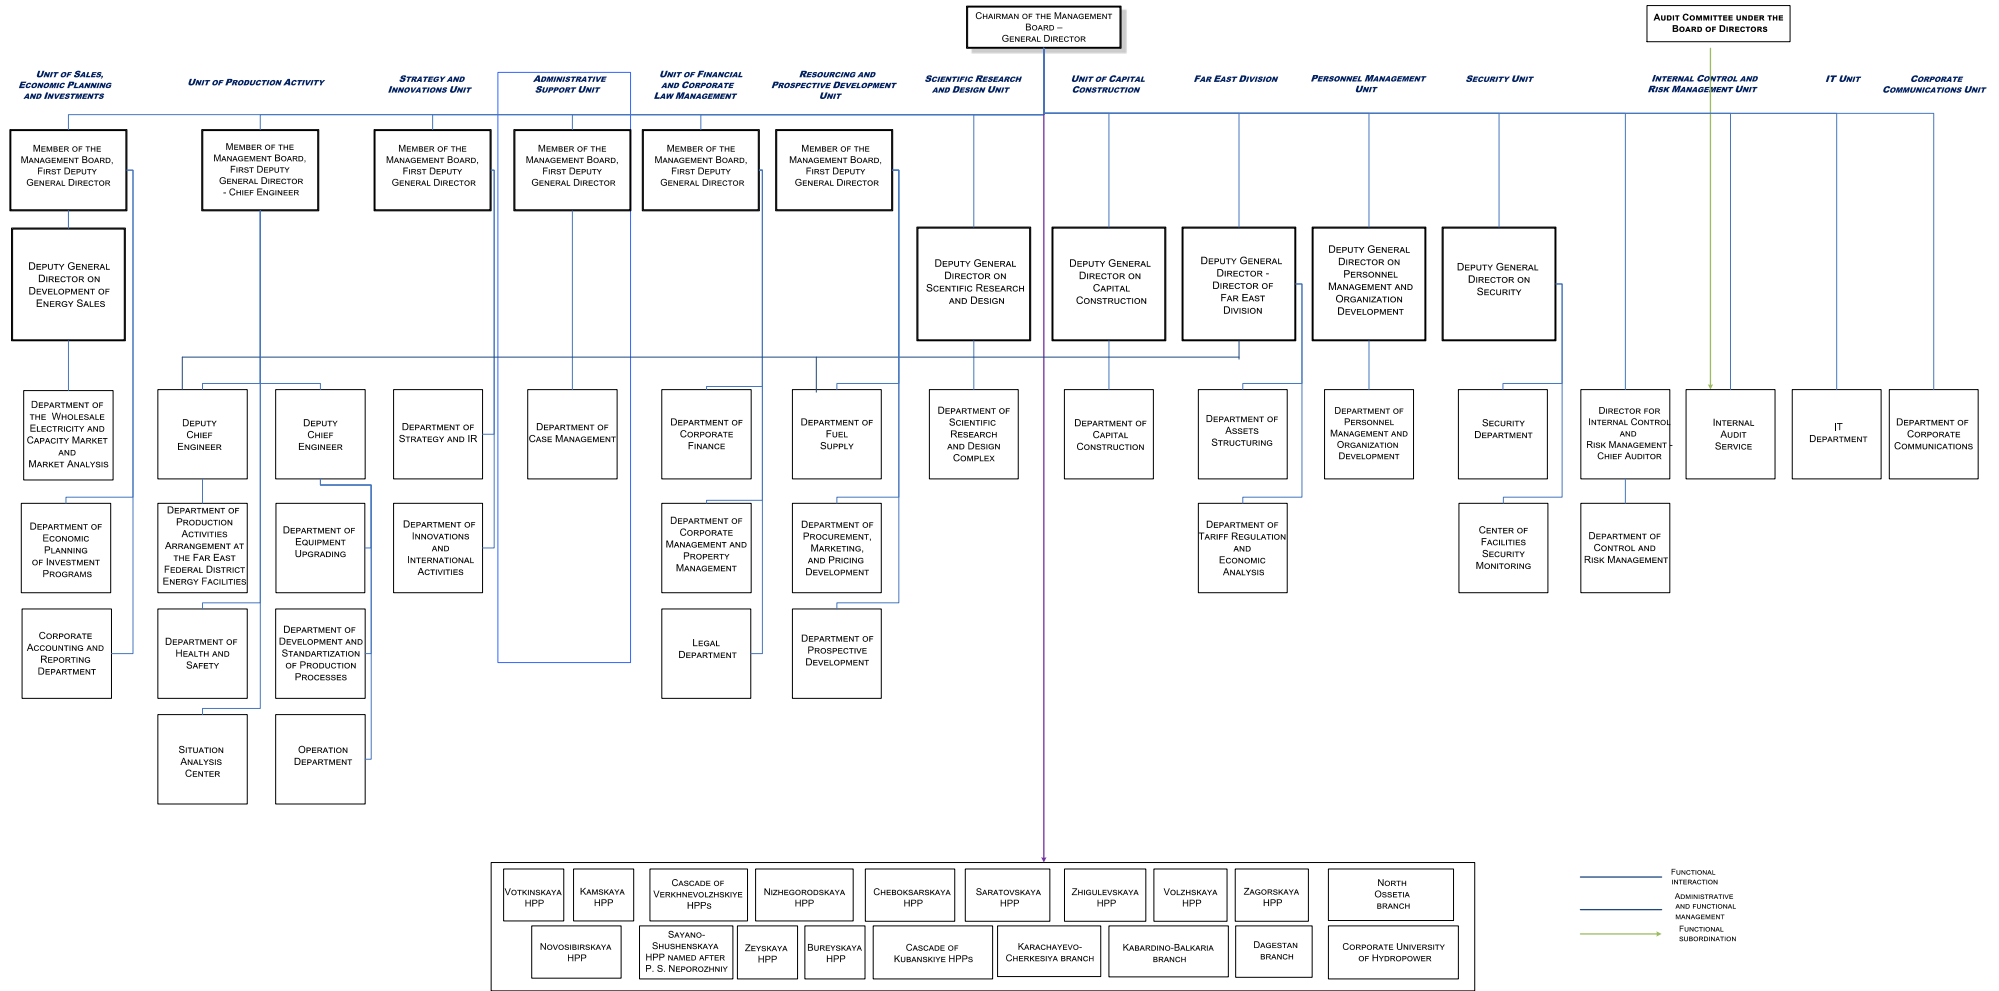 Chairman of the Management
Board –
General Director
Audit Committee under the
Board of Directors
Unit of Sales,
Economic Planning
and Investments
Unit of Production Activity
Strategy and
Innovations Unit
Administrative
Support Unit
Unit of Financial
and Corporate
Law Management
Resourcing and
Prospective Development
Unit
Scientific Research
and Design Unit
Unit of Capital
Construction
Far East Division
Personnel Management
Unit
Security Unit
Internal Control and
Risk Management Unit
IT Unit
Corporate
Communications Unit
Member of the
Management Board,
First Deputy
General Director
Member of the
Management Board,
First Deputy
General Director
- Chief Engineer
Member of the
Management Board,
First Deputy
General Director
Member of the
Management Board,
First Deputy
General Director
Member of the
Management Board,
First Deputy
General Director
Member of the
Management Board,
First Deputy
General Director
Deputy General
Director on
Development of
Energy Sales
Deputy General
Director on
Scientific Research
and Design
Deputy General
Director on
Capital
Construction
Deputy General
Director -
Director of
Far East
Division
Deputy General
Director on
Personnel
Management and
Organization
Development
Deputy General
Director on
Security
Department of
the Wholesale
Electricity and
Capacity Market
and
Market Analysis
Deputy
Chief
Engineer
Deputy
Chief
Engineer
Department of
Strategy and IR
Department of
Case Management
Department of
Corporate
Finance
Department of
Fuel
Supply
Department of
Scientific
Research
and Design
Complex
Department of
Capital
Construction
Department of
Assets
Structuring
Department of
Personnel
Management and
Organization
Development
Security
Department
Director for
Internal Control
and
Risk Management -
Chief Auditor
Internal
Audit
Service
IT
Department
Department of
Corporate
Communications
Department of
Economic
Planning
of Investment
Programs
Department of
Production
Activities
Arrangement at
the Far East
Federal District
Energy Facilities
Department of
Equipment
Upgrading
Department of
Innovations
and
International
Activities
Department of
Corporate
Management and
Property
Management
Department of
Procurement,
Marketing,
and Pricing
Development
Department of
Tariff Regulation
and
Economic
Analysis
Center of
Facilities
Security
Monitoring
Department of
Control and
Risk Management
Corporate
Accounting and
Reporting
Department
Department of
Health and
Safety
Department of
Development and
Standartization
of Production
Processes
Legal
Department
Department of
Prospective
Development
Situation
Analysis
Center
Operation
Department
Votkinskaya
HPP
Kamskaya
HPP
Cascade of
Verkhnevolzhskiye
HPPs
Nizhegorodskaya
HPP
Cheboksarskaya
HPP
Saratovskaya
HPP
Zhigulevskaya
HPP
Volzhskaya
HPP
Zagorskaya
HPP
North
Ossetia
branch
Novosibirskaya
HPP
Sayano-
Shushenskaya
HPP named after
P. S. Neporozhniy
Zeyskaya
HPP
Bureyskaya
HPP
Cascade of
Kubanskiye HPPs
Karachayevo-
Cherkesiya branch
Kabardino-Balkaria
branch
Dagestan
branch
Corporate University
of Hydropower
Functional
interaction
Administrative
and functional
management
Functional
subordination